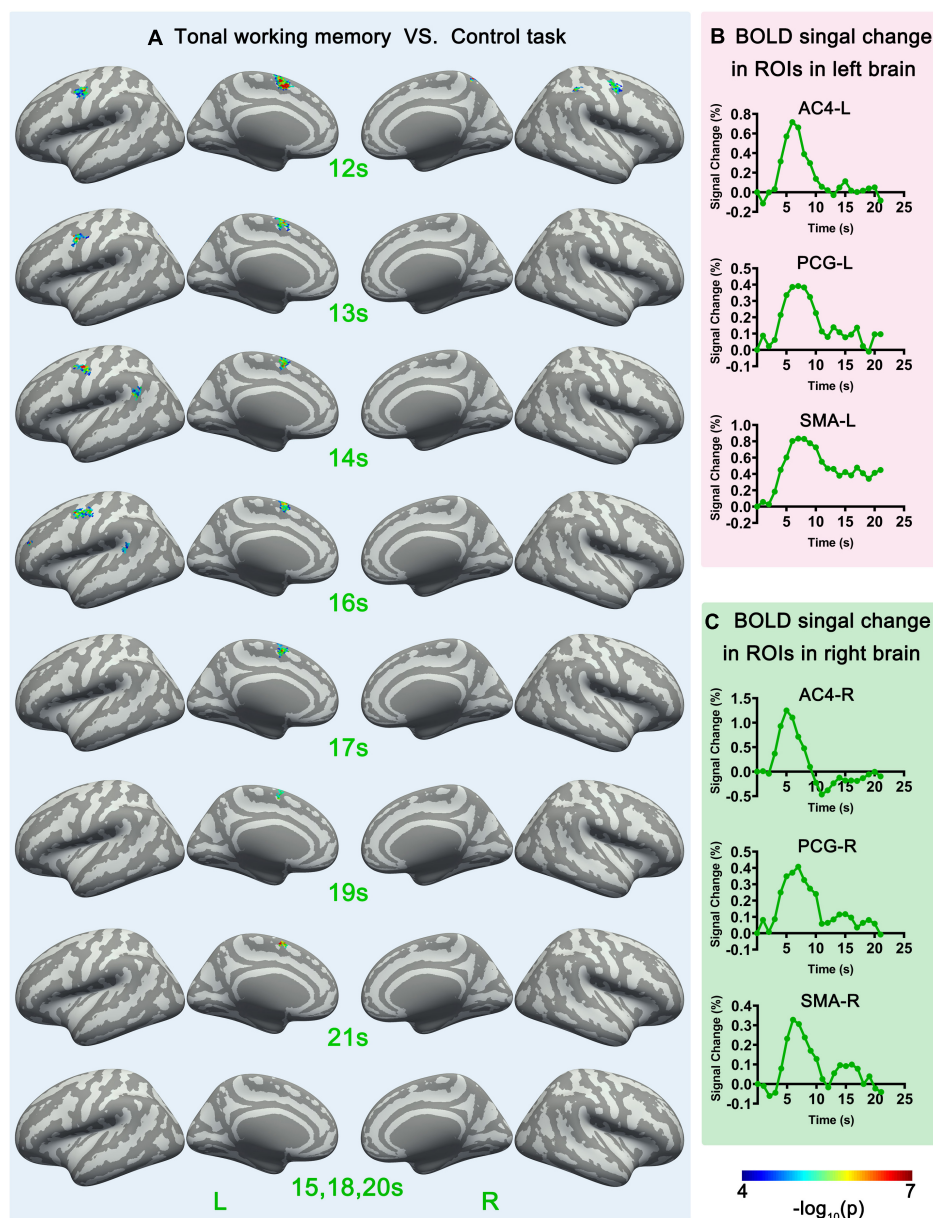 A Tonal working memory VS. Control task
12s
13s
14s
16s
17s
19s
21s
15,18,20s
L R
B BOLD singal change
in ROIs in left brain
AC4-L
Signal Change (%)
0.8
0.6
0.4
0.2
0.0
-0.2
5 10 15 20 25
Time (s)
PCG-L
Signal Change (%)
0.5
0.4
0.3
0.2
0.1
0.0
-0.1
5 10 15 20 25
Time (s)
SMA-L
Signal Change (%)
1.0
0.8
0.6
0.4
0.2
0.0
-0.2
5 10 15 20 25
Time (s)
C BOLD singal change
in ROIs in right brain
AC4-R
Signal Change (%)
1.5
1.0
0.5
0.0
-0.5
5 10 15 20 25
Time (s)
PCG-R
Signal Change (%)
0.5
0.4
0.3
0.2
0.1
0.0
-0.1
5 10 15 20 25
Time (s)
SMA-R
Signal Change (%)
0.4
0.3
0.2
0.1
0.0
-0.1
5 10 15 20 25
Time (s)
4 7
-log10(p)